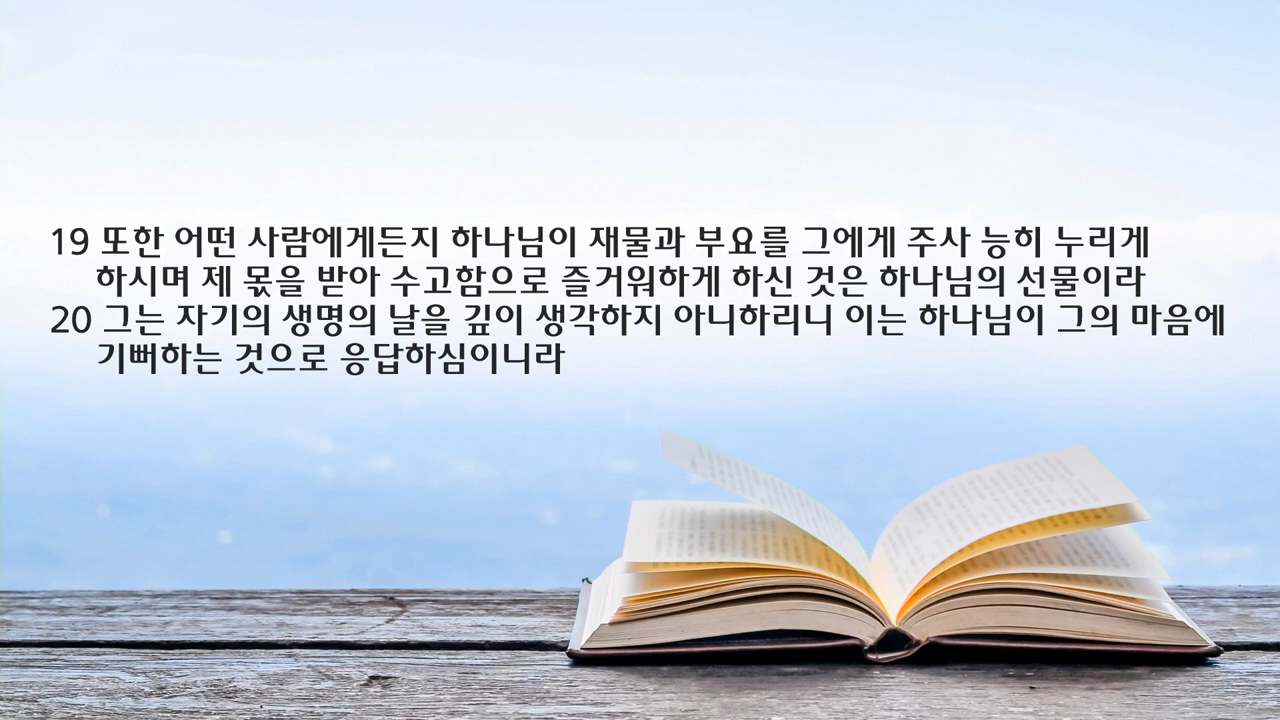 19 또한 어떤 사람에게든지 하나님이 재물과 부요를 그에게 주사 능히 누리게
하시며 제 몫을 받아 수고함으로 즐거워하게 하신 것은 하나님의 선물이라
20 그는 자기의 생명의 날을 깊이 생각하지 아니하리니 이는 하나님이 그의 마음에
기뻐하는 것으로 응답하심이니라